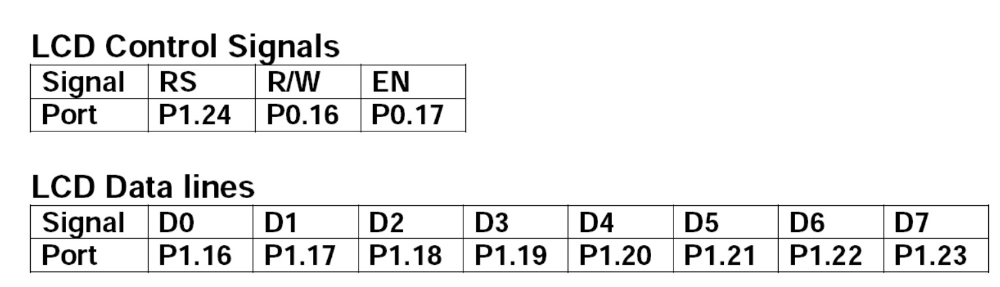 LCD Control Signals
Signal RS R/W EN
Port P1.24 P0.16 P0.17
LCD Data lines
Signal D0 D1 D2 D3 D4 D5 D6 D7
Port P1.16 P1.17 P1.18 P1.19 P1.20 P1.21 P1.22 P1.23